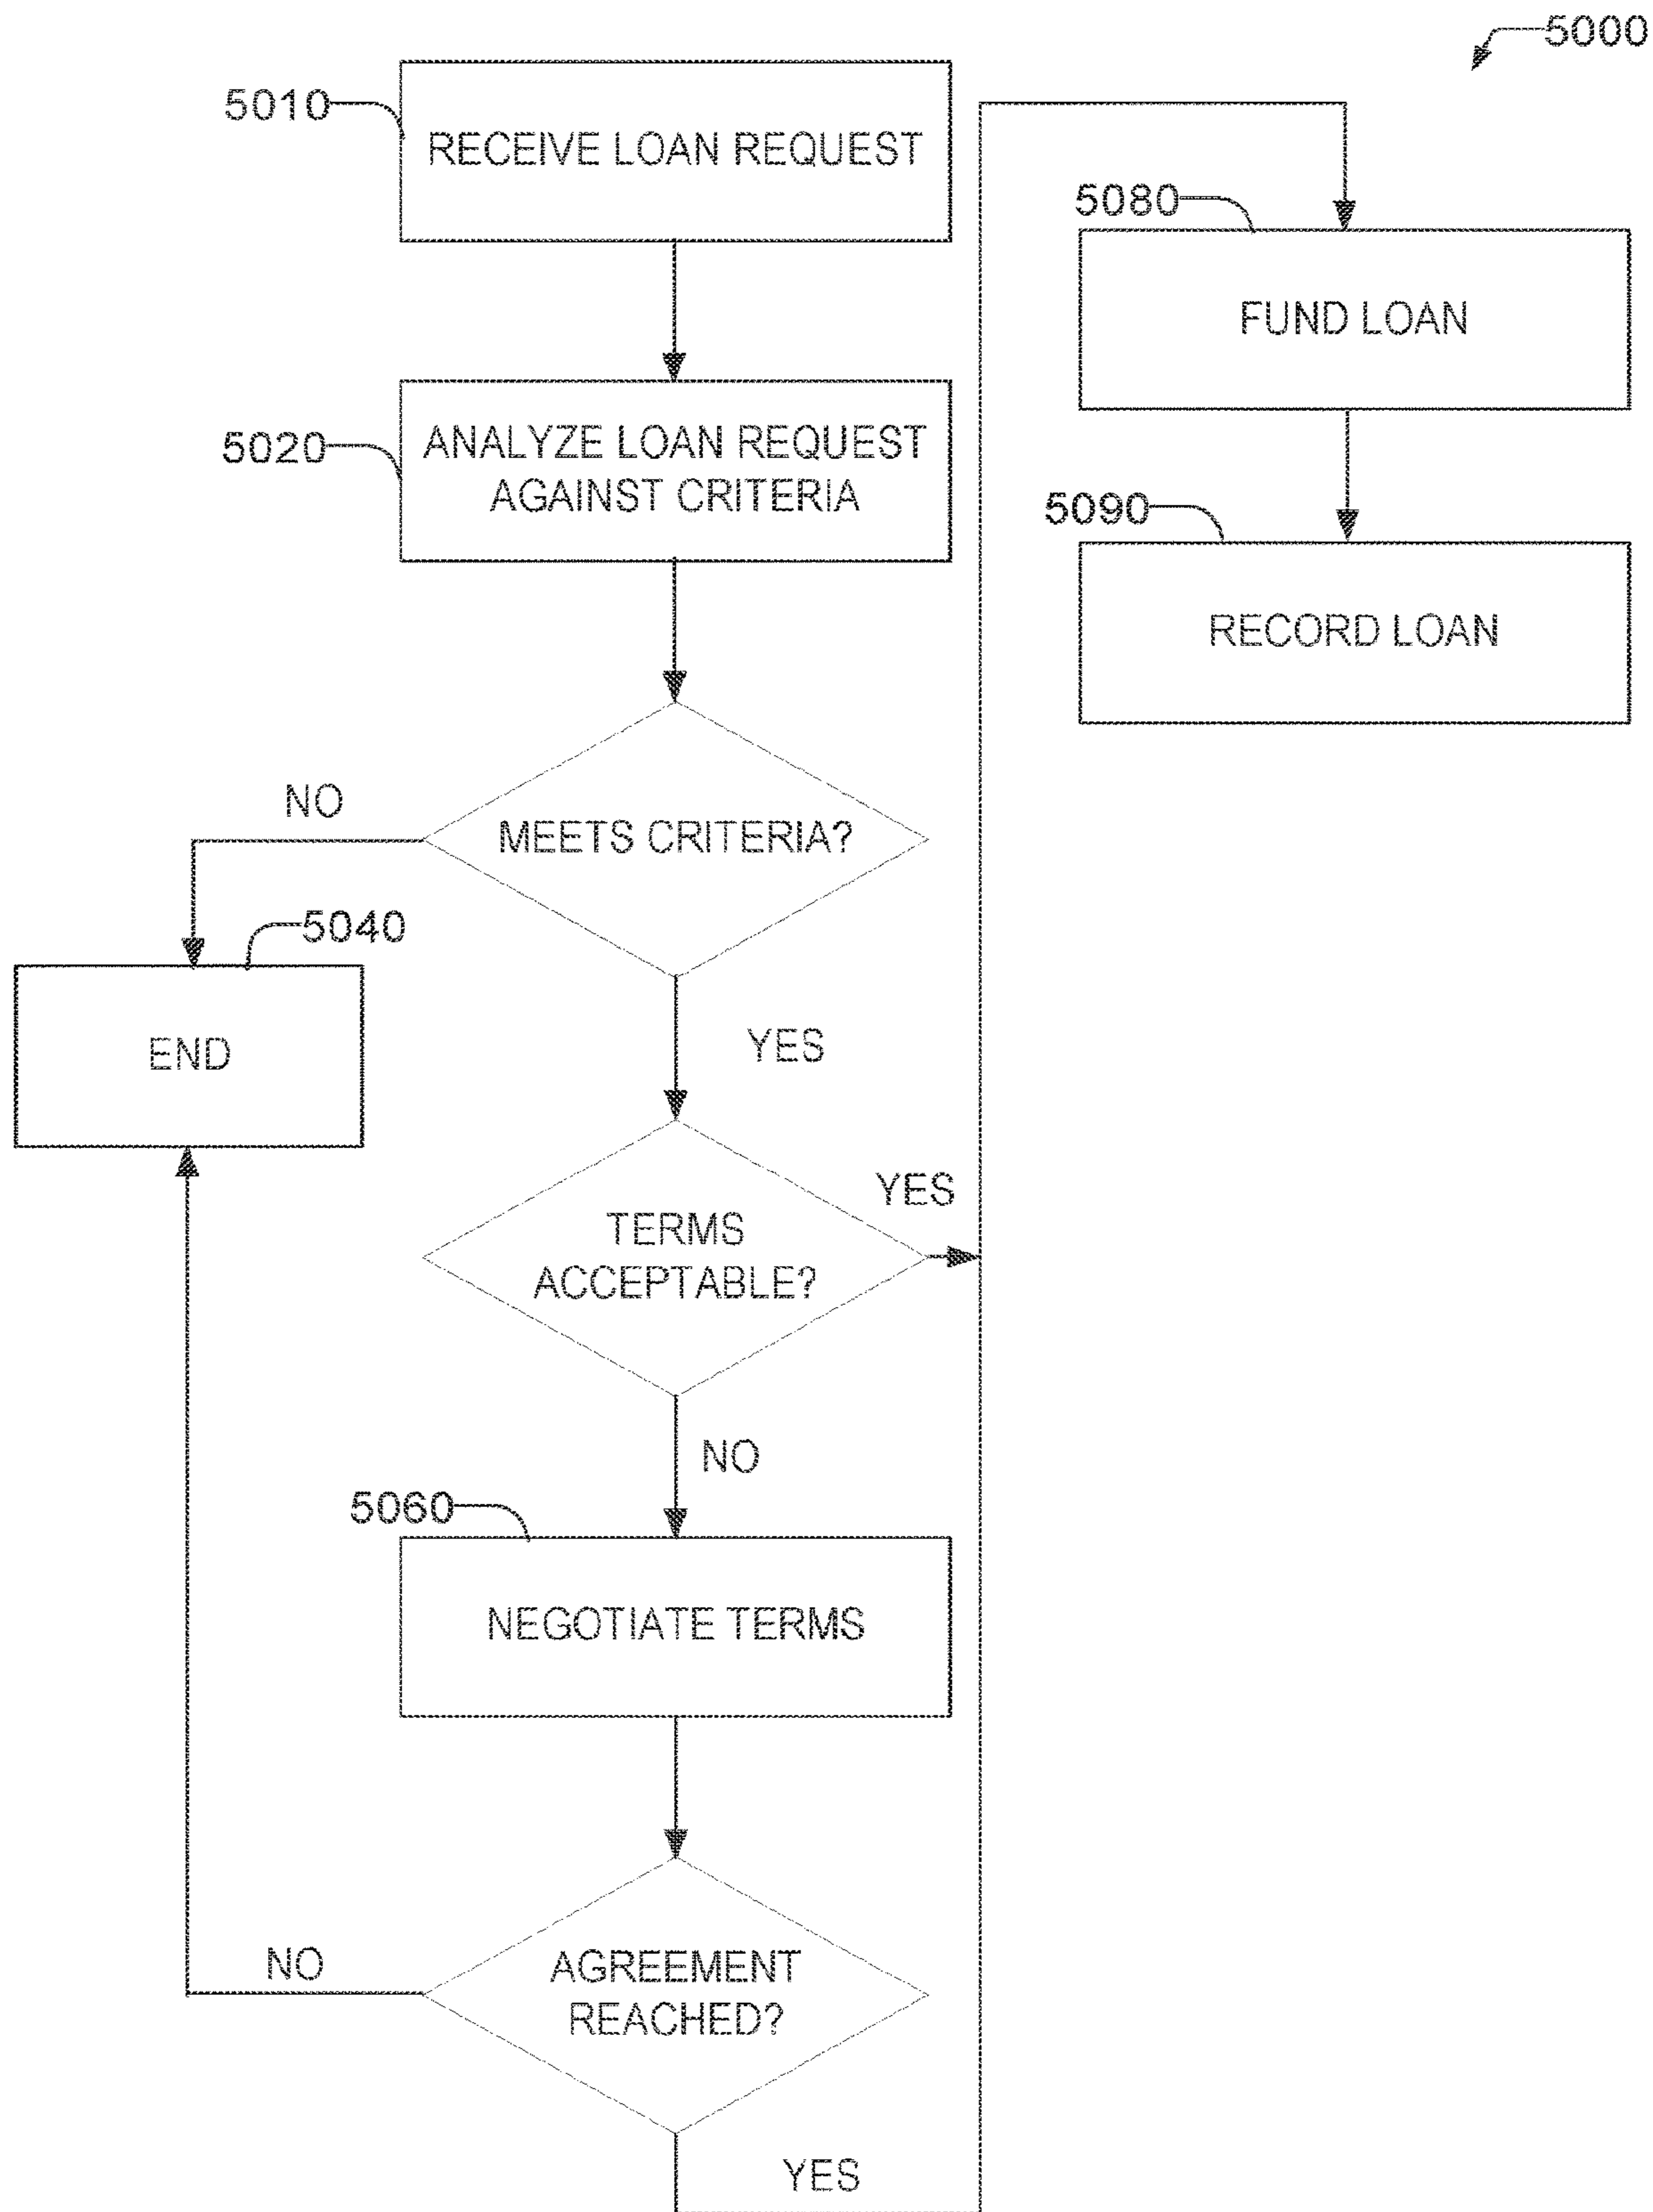 5000
5010
RECEIVE LOAN REQUEST
5020
ANALYZE LOAN REQUEST
AGAINST CRITERIA
MEETS CRITERIA?
NO
5040
END
YES
TERMS
ACCEPTABLE?
YES
NO
5060
NEGOTIATE TERMS
AGREEMENT
REACHED?
NO
YES
5080
FUND LOAN
5090
RECORD LOAN